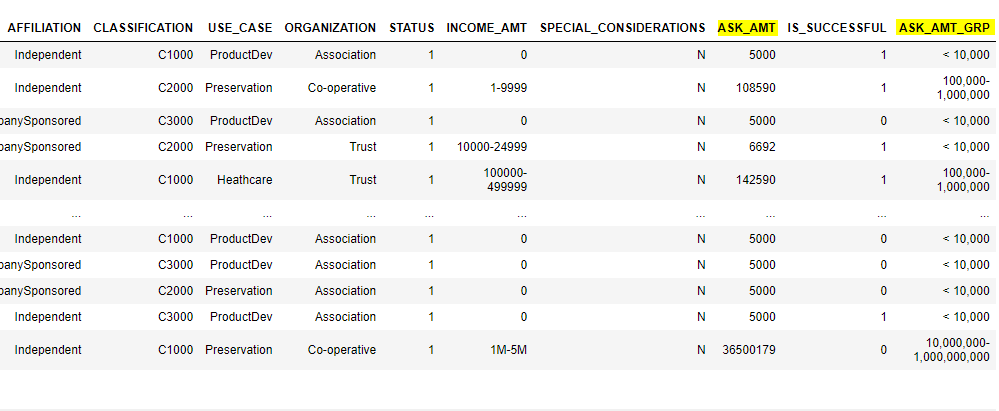 AFFILIATION CLASSIFICATION USE_CASE ORGANIZATION STATUS INCOME_AMT SPECIAL_CONSIDERATIONS ASK_AMT IS_SUCCESSFUL ASK_AMT_GRP
Independent C1000 ProductDev Association 1 0 N 5000 1 < 10,000
Independent C2000 Preservation Co-operative 1 1-9999 N 108590 1 100,000-
1,000,000
panySponsored C3000 ProductDev Association 1 0 N 5000 0 < 10,000
panySponsored C2000 Preservation Trust 1 10000-24999 N 6692 1 < 10,000
Independent C1000 Heathcare Trust 1 100000-
499999 N 142590 1 100,000-
1,000,000
... ... ... ... ... ... ... ... ... ...
Independent C1000 ProductDev Association 1 0 N 5000 0 < 10,000
panySponsored C3000 ProductDev Association 1 0 N 5000 0 < 10,000
panySponsored C2000 Preservation Association 1 0 N 5000 0 < 10,000
Independent C3000 ProductDev Association 1 0 N 5000 1 < 10,000
Independent C1000 Preservation Co-operative 1 1M-5M N 36500179 0 10,000,000-
1,000,000,000